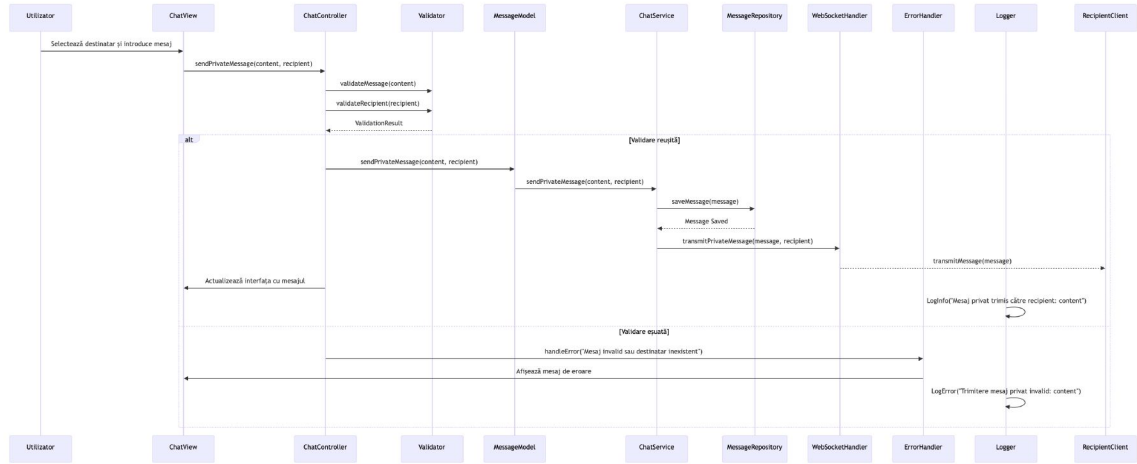 Utilizator
ChatView
ChatController
Validator
MessageModel
ChatService
MessageRepository
WebSocketHandler
ErrorHandler
Logger
RecipientClient
Selectează destinatar și introduce mesaj
sendPrivateMessage(content, recipient)
validateMessage(content)
validateRecipient(recipient)
ValidationResult
alt
[Validare reușită]
sendPrivateMessage(content, recipient)
sendPrivateMessage(content, recipient)
saveMessage(message)
Message Saved
transmitPrivateMessage(message, recipient)
transmitMessage(message)
Actualizează interfața cu mesajul
LogInfo("Mesaj privat trimis către recipient: content")
[Validare eșuată]
handleError("Mesaj invalid sau destinatar inexistent")
Afișează mesaj de eroare
LogError("Trimitere mesaj privat invalid: content")
Utilizator
ChatView
ChatController
Validator
MessageModel
ChatService
MessageRepository
WebSocketHandler
ErrorHandler
Logger
RecipientClient